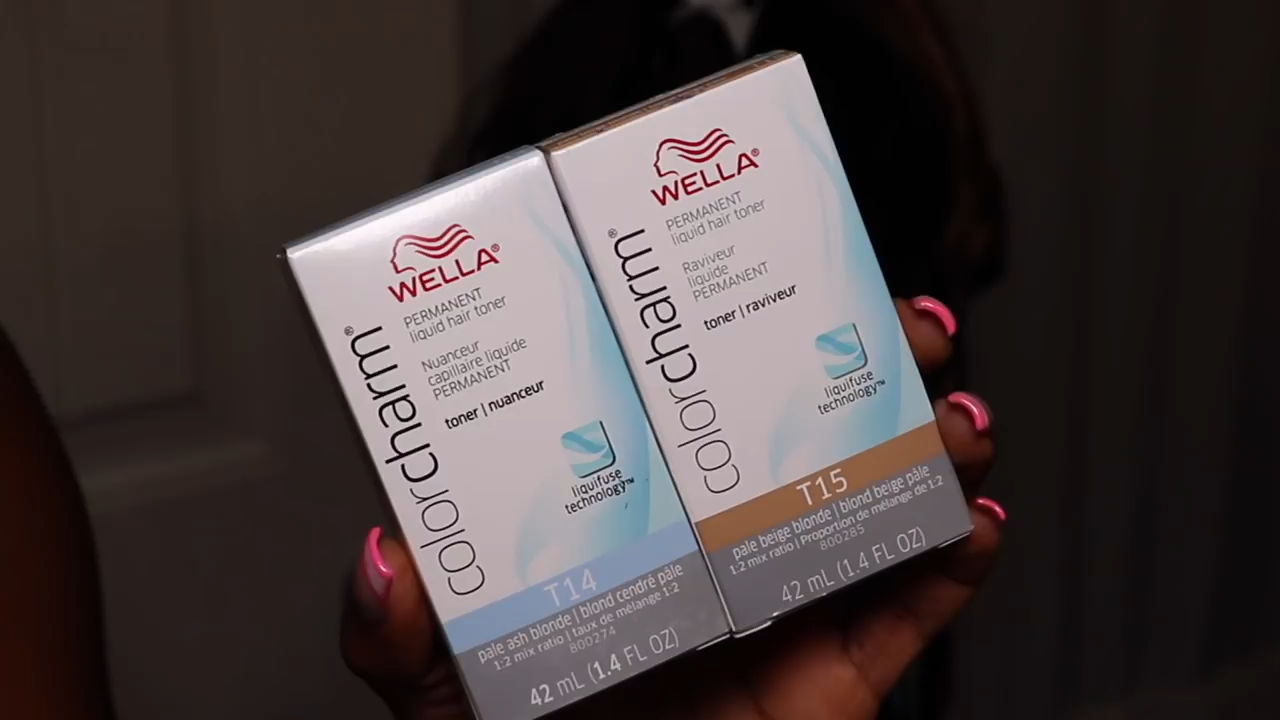 WELLA®
PERMANENT
liquid hair toner
Nuanceur
capillaire liquide
PERMANENT
toner | nuanceur
colorcharm®
liquifuse
technology™
T14
pale ash blonde | blond cendré pâle
1:2 mix ratio | taux de mélange 1:2
800274
42 mL (1.4 FL OZ)
WELLA®
PERMANENT
liquid hair toner
Raviveur
liquide
PERMANENT
toner | raviveur
colorcharm®
liquifuse
technology™
T15
pale beige blonde | blond beige pâle
1:2 mix ratio | Proportion de mélange de 1:2
800285
42 mL (1.4 FL OZ)